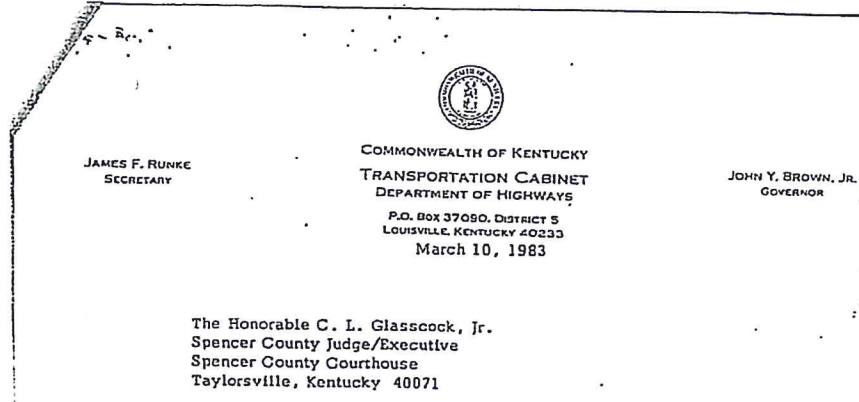 COMMONWEALTH OF KENTUCKY
TRANSPORTATION CABINET
DEPARTMENT OF HIGHWAYS
P.O. BOX 37090, DISTRICT 5
LOUISVILLE, KENTUCKY 40233
JAMES F. RUNKE
SECRETARY
JOHN Y. BROWN, JR.
GOVERNOR
March 10, 1983
The Honorable C. L. Glasscock, Jr.
Spencer County Judge/Executive
Spencer County Courthouse
Taylorsville, Kentucky 40071